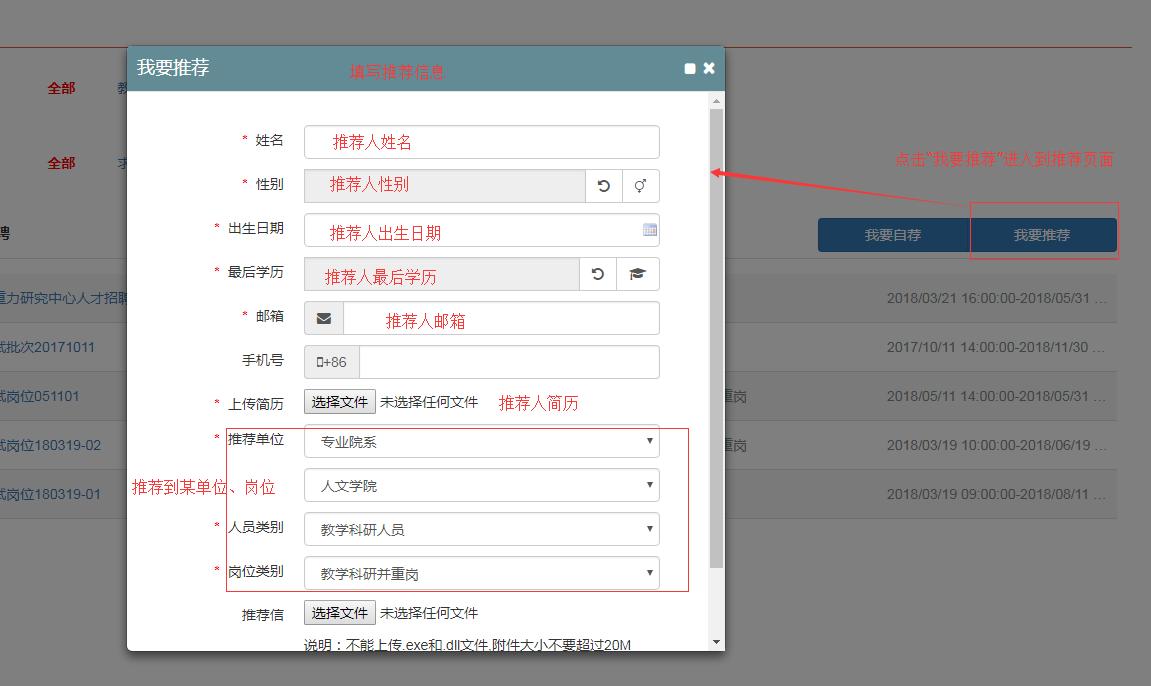 我要推荐
填写推荐信息
全部
教
* 姓名 推荐人姓名
点击“我要推荐”进入到推荐页面
全部
求
* 性别 推荐人性别
* 出生日期 推荐人出生日期
聘
我要自荐 我要推荐
* 最后学历 推荐人最后学历
重力研究中心人才招聘
2018/03/21 16:00:00-2018/05/31 ...
* 邮箱 推荐人邮箱
试批次20171011
2017/10/11 14:00:00-2018/11/30 ...
手机号 +86
试岗位051101
重岗
2018/05/11 14:00:00-2018/05/31 ...
* 上传简历 选择文件 未选择任何文件 推荐人简历
* 推荐单位 专业院系
试岗位180319-02
重岗
2018/03/19 10:00:00-2018/06/19 ...
推荐到某单位、岗位
人文学院
试岗位180319-01
2018/03/19 09:00:00-2018/08/11 ...
* 人员类别 教学科研人员
* 岗位类别 教学科研并重岗
推荐信 选择文件 未选择任何文件
说明：不能上传.exe和.dll文件,附件大小不要超过20M